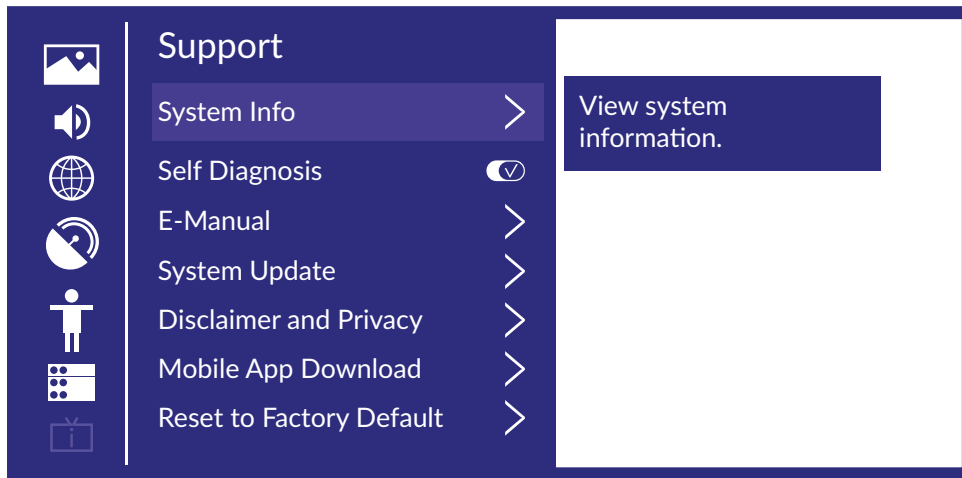 Support
System Info
View system
information.
Self Diagnosis
E-Manual
System Update
Disclaimer and Privacy
Mobile App Download
Reset to Factory Default